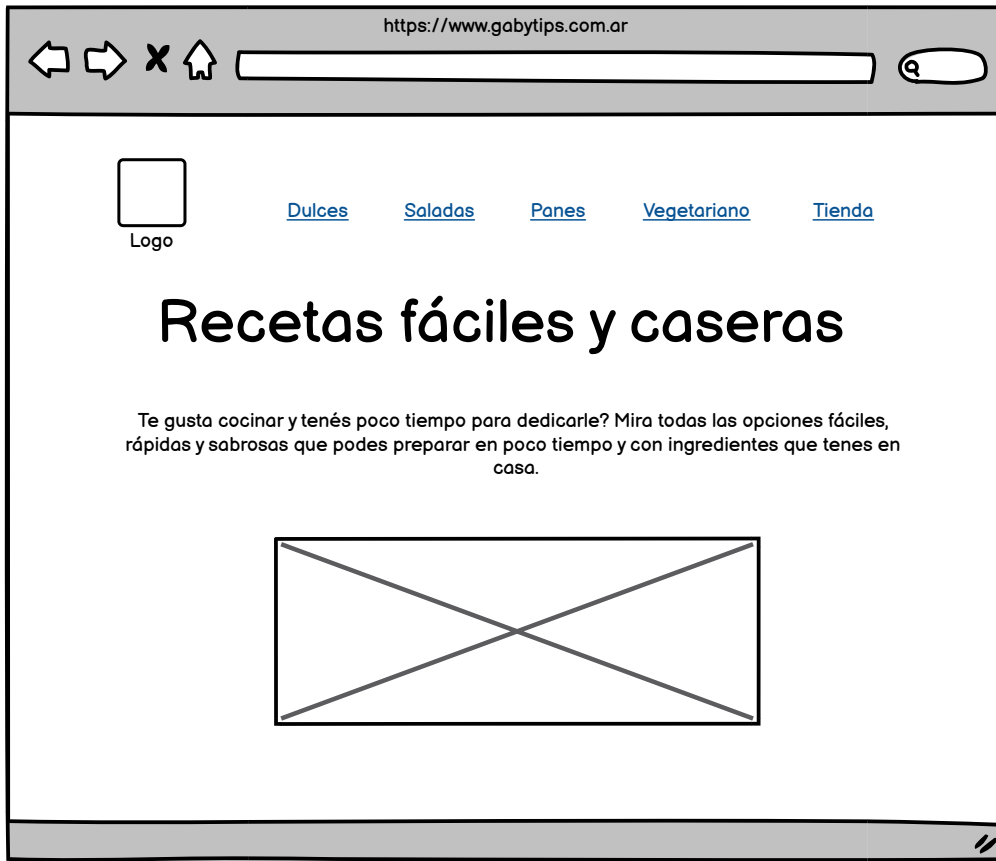 https://www.gabytips.com.ar
Dulces Saladas Panes Vegetariano Tienda
Logo
Recetas fáciles y caseras
Te gusta cocinar y tenés poco tiempo para dedicarle? Mira todas las opciones fáciles,
rápidas y sabrosas que podes preparar en poco tiempo y con ingredientes que tenes en
casa.